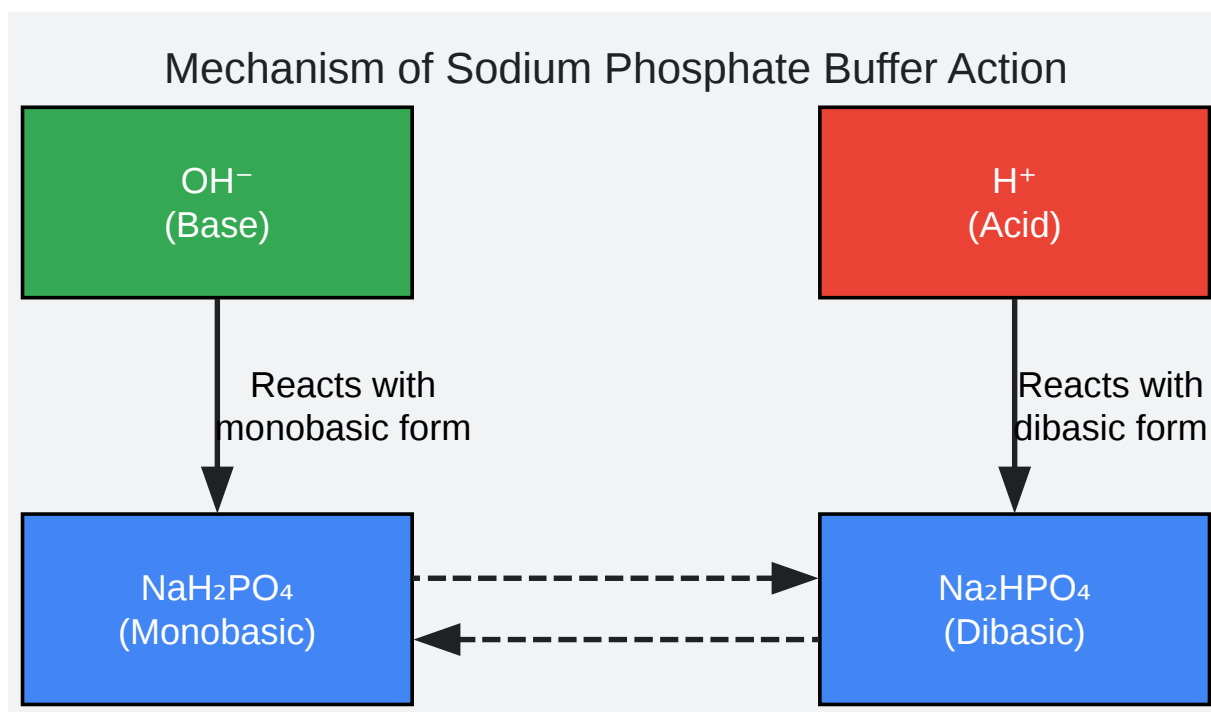 Mechanism of Sodium Phosphate Buffer Action
OH⁻
(Base)
H⁺
(Acid)
Reacts with
monobasic form
Reacts with
dibasic form
NaH₂PO₄
(Monobasic)
Na₂HPO₄
(Dibasic)